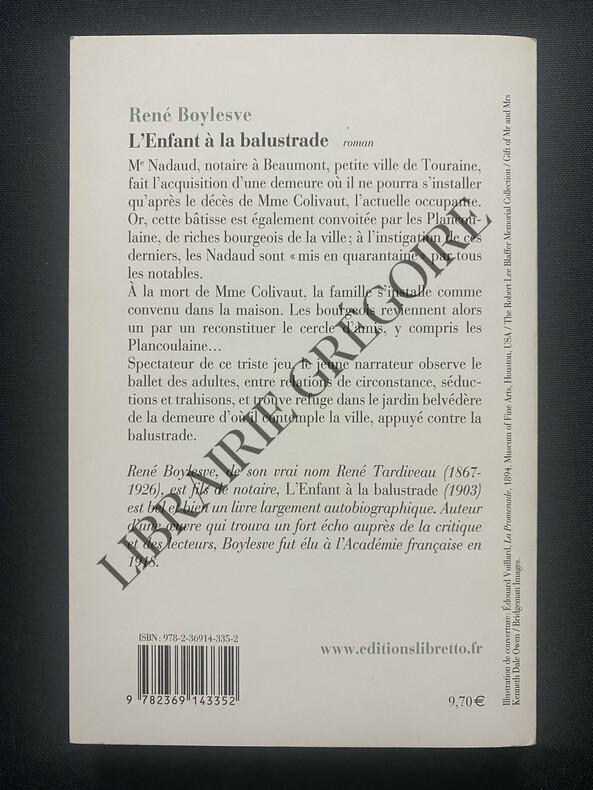 René Boylesve
L'Enfant à la balustrade roman
Me Nadaud, notaire à Beaumont, petite ville de Touraine,
fait l'acquisition d'une demeure où il ne pourra s'installer
qu'après le décès de Mme Colivaut, l'actuelle occupante.
Or, cette bâtisse est également convoitée par les Plancou-
laine, de riches bourgeois de la ville ; à l'instigation de ces
derniers, les Nadaud sont « mis en quarantaine » par tous
les notables.
À la mort de Mme Colivaut, la famille s'installe comme
convenu dans la maison. Les bourgeois reviennent alors
un par un reconstituer le cercle d'amis, y compris les
Plancoulaine…
Spectateur de ce triste jeu, le jeune narrateur observe le
ballet des adultes, entre relations de circonstance, séduc-
tions et trahisons, et trouve refuge dans le jardin belvédère
de la demeure d'où il contemple la ville, appuyé contre la
balustrade.
René Boylesve, de son vrai nom René Tardiveau (1867-
1926), est fils de notaire, L'Enfant à la balustrade (1903)
est bel et bien un livre largement autobiographique. Auteur
d'une œuvre qui trouva un fort écho auprès de la critique
et des lecteurs, Boylesve fut élu à l'Académie française en
1918.
ISBN : 978-2-36914-335-2
9 782369 143352
www.editionslibretto.fr
9,70 €
Illustration de couverture : Édouard Vuillard, La Promenade, 1894. Museum of Fine Arts, Houston, USA / The Robert Lee Blaffer Memorial Collection / Gift of Mr and Mrs
Kenneth Dale Owen / Bridgeman Images.
LIBRAIRIE GRÉGOIRE